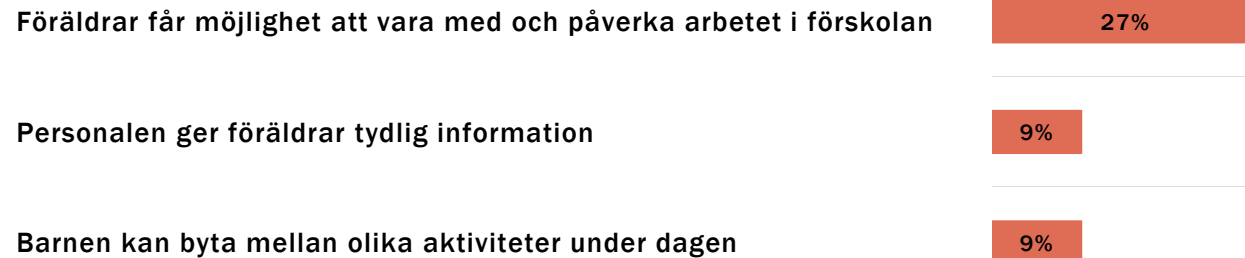 Föräldrar får möjlighet att vara med och påverka arbetet i förskolan 27%
Personalen ger föräldrar tydlig information 9%
Barnen kan byta mellan olika aktiviteter under dagen 9%